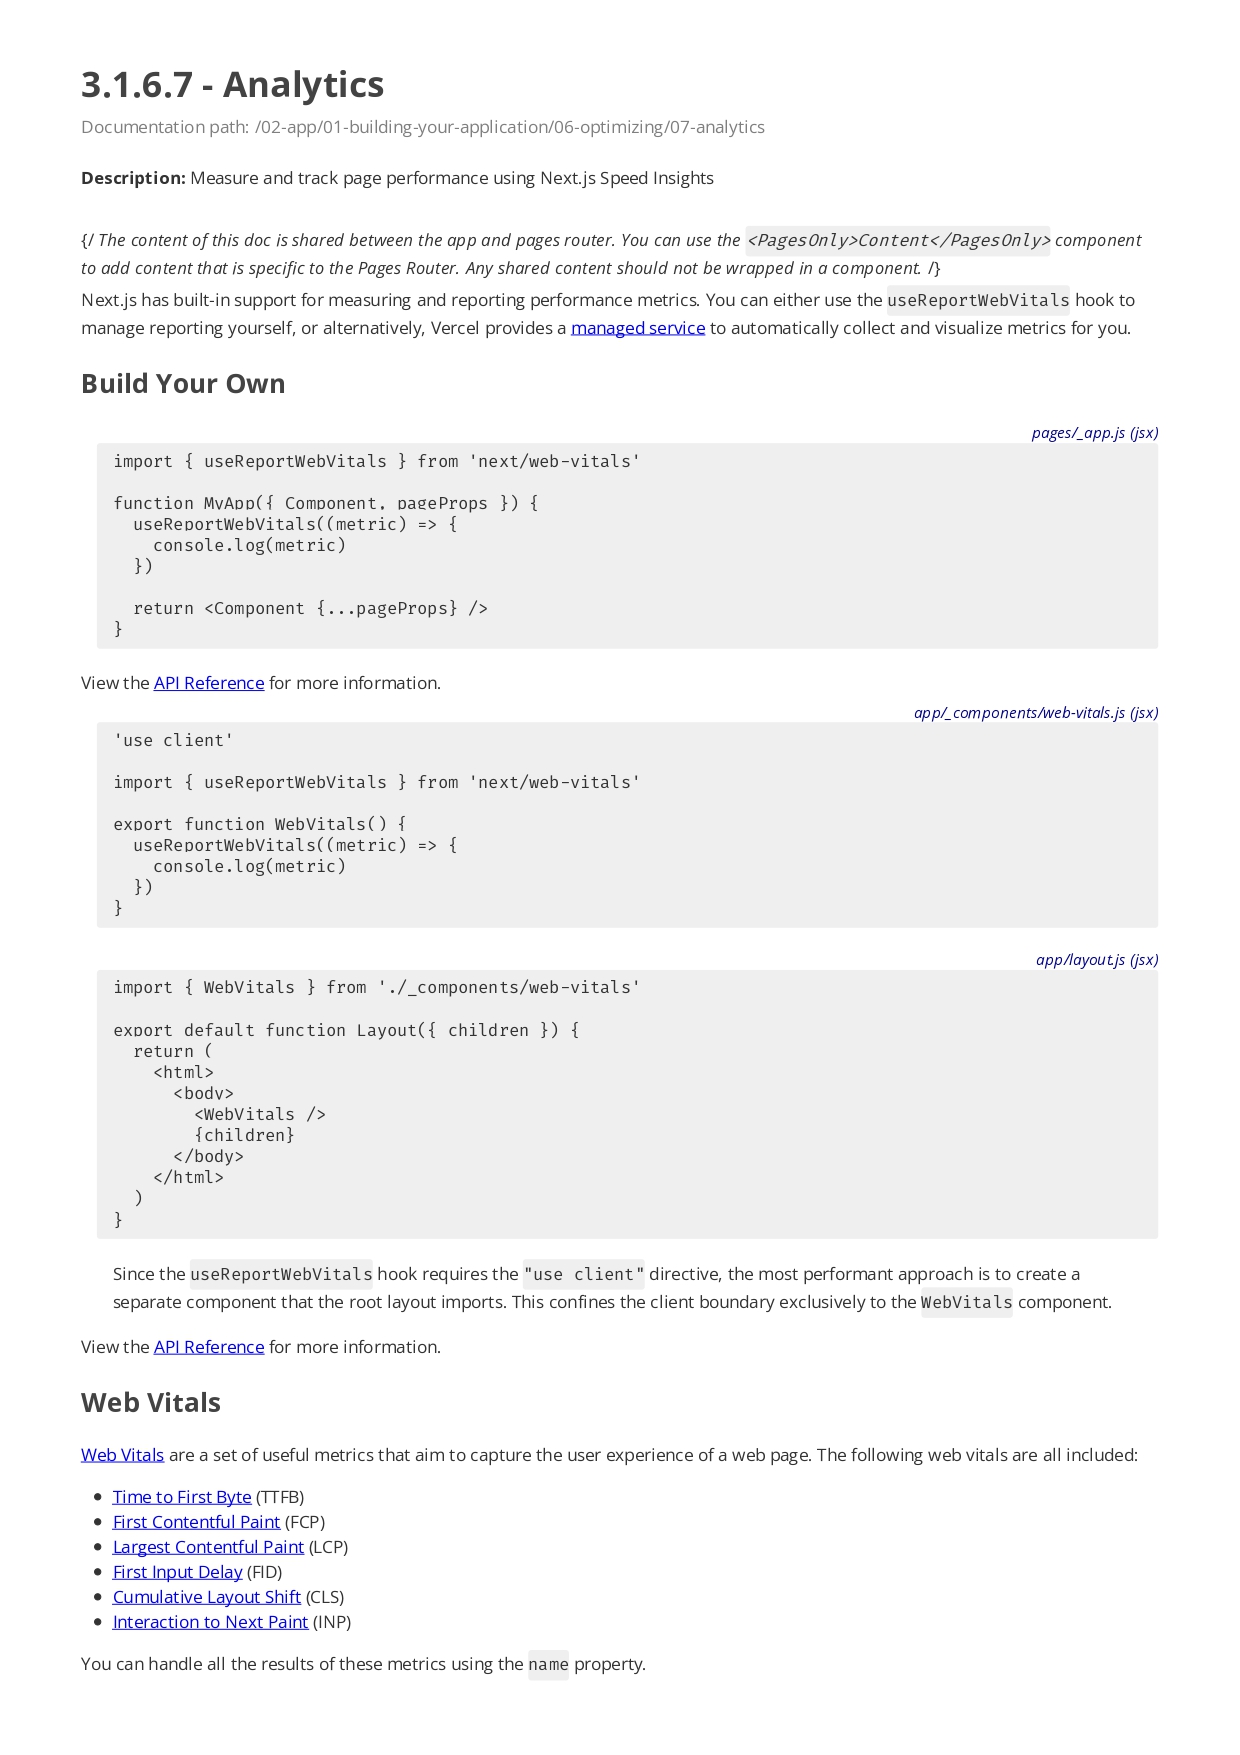 3.1.6.7 - Analytics
Documentation path: /02-app/01-building-your-application/06-optimizing/07-analytics
Description: Measure and track page performance using Next.js Speed Insights
{/ The content of this doc is shared between the app and pages router. You can use the <PagesOnly>Content</PagesOnly> component
to add content that is specific to the Pages Router. Any shared content should not be wrapped in a component. /}
Next.js has built-in support for measuring and reporting performance metrics. You can either use the useReportWebVitals hook to
manage reporting yourself, or alternatively, Vercel provides a managed service to automatically collect and visualize metrics for you.
Build Your Own
pages/_app.js (jsx)
import { useReportWebVitals } from 'next/web-vitals'
function MyApp({ Component, pageProps }) {
  useReportWebVitals((metric) => {
    console.log(metric)
  })
  return <Component {...pageProps} />
}
View the API Reference for more information.
app/_components/web-vitals.js (jsx)
'use client'
import { useReportWebVitals } from 'next/web-vitals'
export function WebVitals() {
  useReportWebVitals((metric) => {
    console.log(metric)
  })
}
app/layout.js (jsx)
import { WebVitals } from './_components/web-vitals'
export default function Layout({ children }) {
  return (
    <html>
      <body>
        <WebVitals />
        {children}
      </body>
    </html>
  )
}
Since the useReportWebVitals hook requires the "use client" directive, the most performant approach is to create a
separate component that the root layout imports. This confines the client boundary exclusively to the WebVitals component.
View the API Reference for more information.
Web Vitals
Web Vitals are a set of useful metrics that aim to capture the user experience of a web page. The following web vitals are all included:
• Time to First Byte (TTFB)
• First Contentful Paint (FCP)
• Largest Contentful Paint (LCP)
• First Input Delay (FID)
• Cumulative Layout Shift (CLS)
• Interaction to Next Paint (INP)
You can handle all the results of these metrics using the name property.